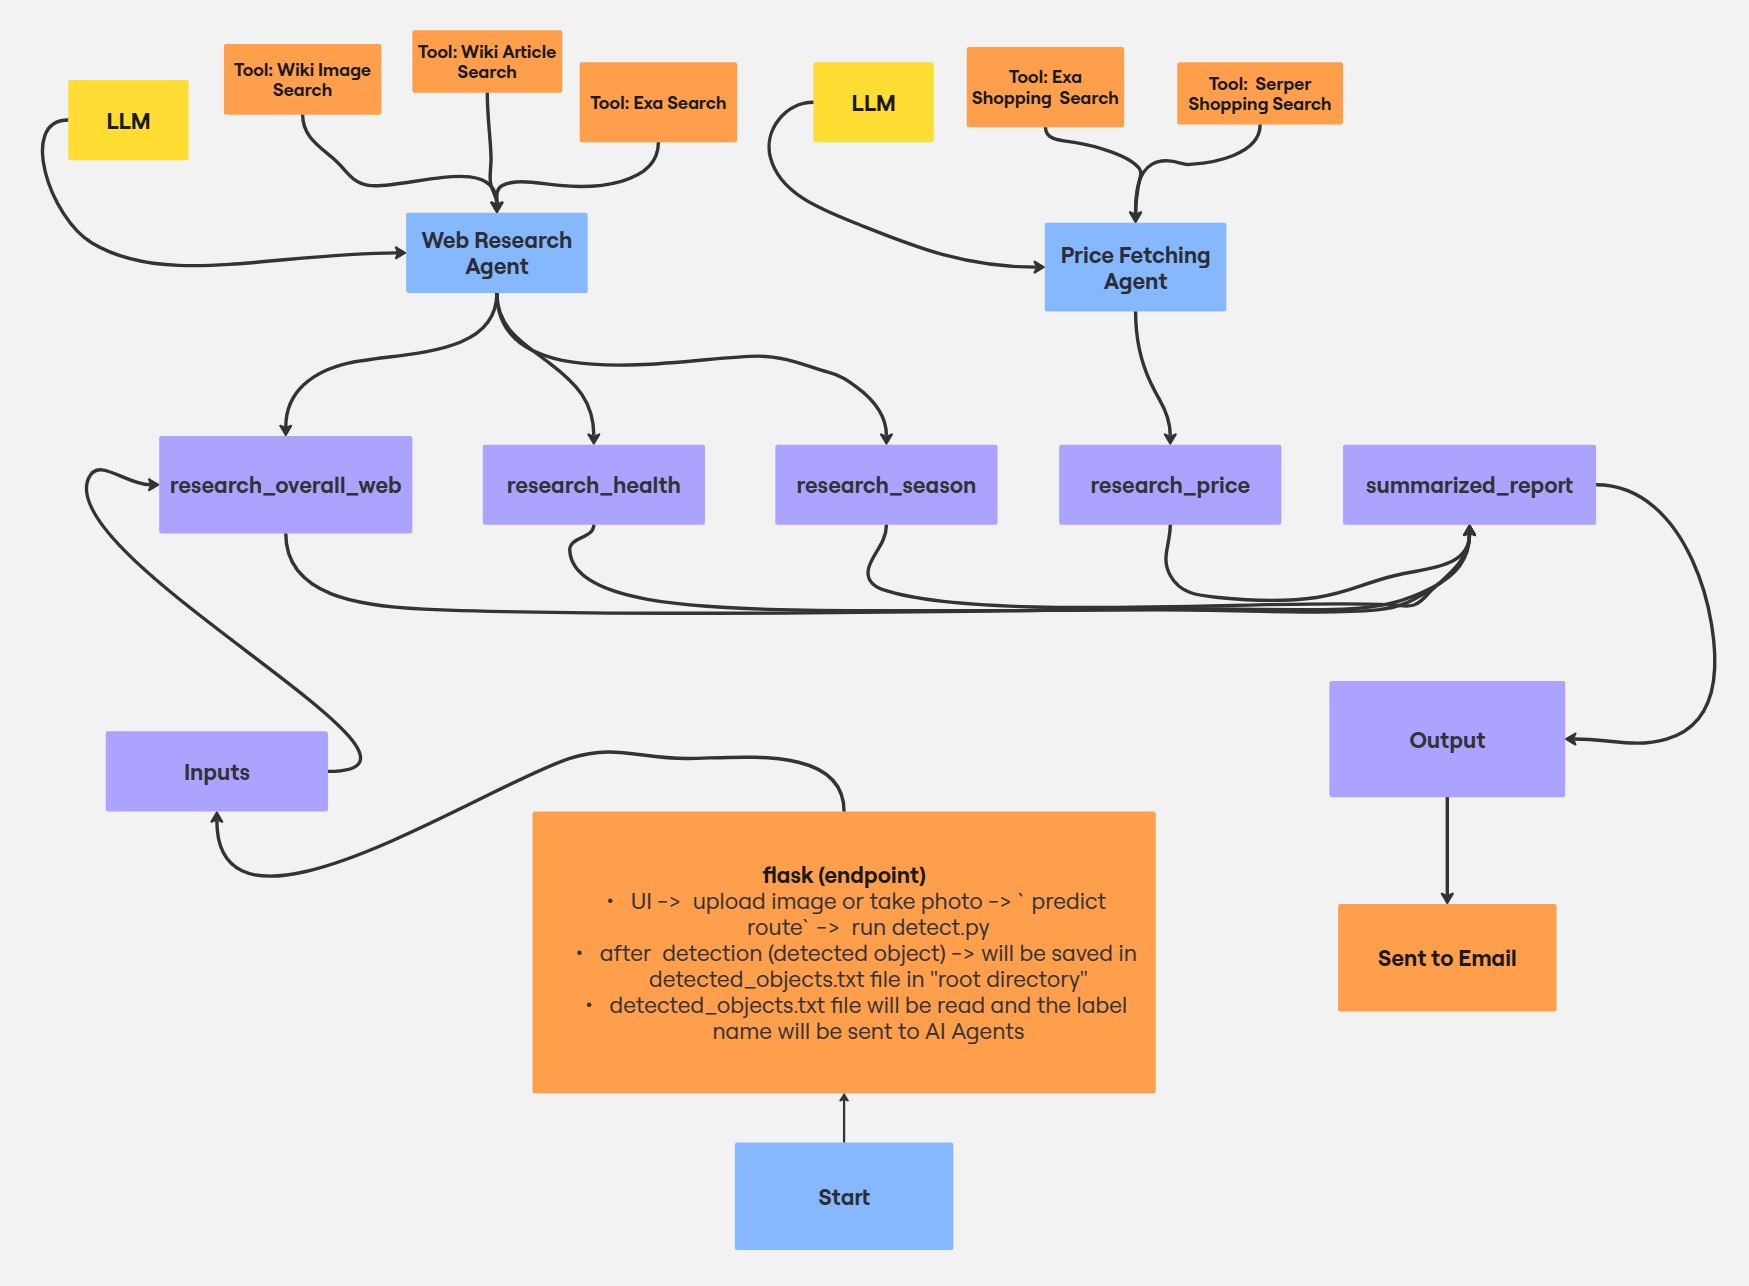 LLM
Tool: Wiki Image
Search
Tool: Wiki Article
Search
Tool: Exa Search
LLM
Tool: Exa
Shopping Search
Tool: Serper
Shopping Search
Web Research
Agent
Price Fetching
Agent
research_overall_web
research_health
research_season
research_price
summarized_report
Inputs
Output
flask (endpoint)
• UI -> upload image or take photo -> ` predict
route` -> run detect.py
• after detection (detected object) -> will be saved in
detected_objects.txt file in "root directory"
• detected_objects.txt file will be read and the label
name will be sent to AI Agents
Sent to Email
Start